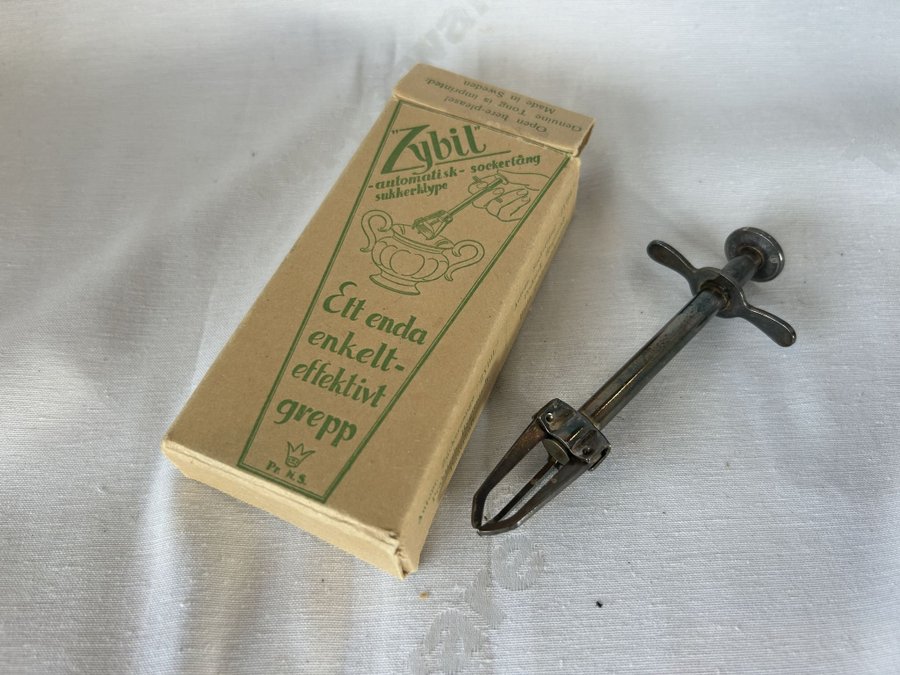 Open here-please!
Genuine Tong is imprinted:
Made in Sweden
"Zybil"
-automatisk- sockertång
sukkerklype
Ett enda
enkelt-
effektivt
grepp
Pr. N. S.